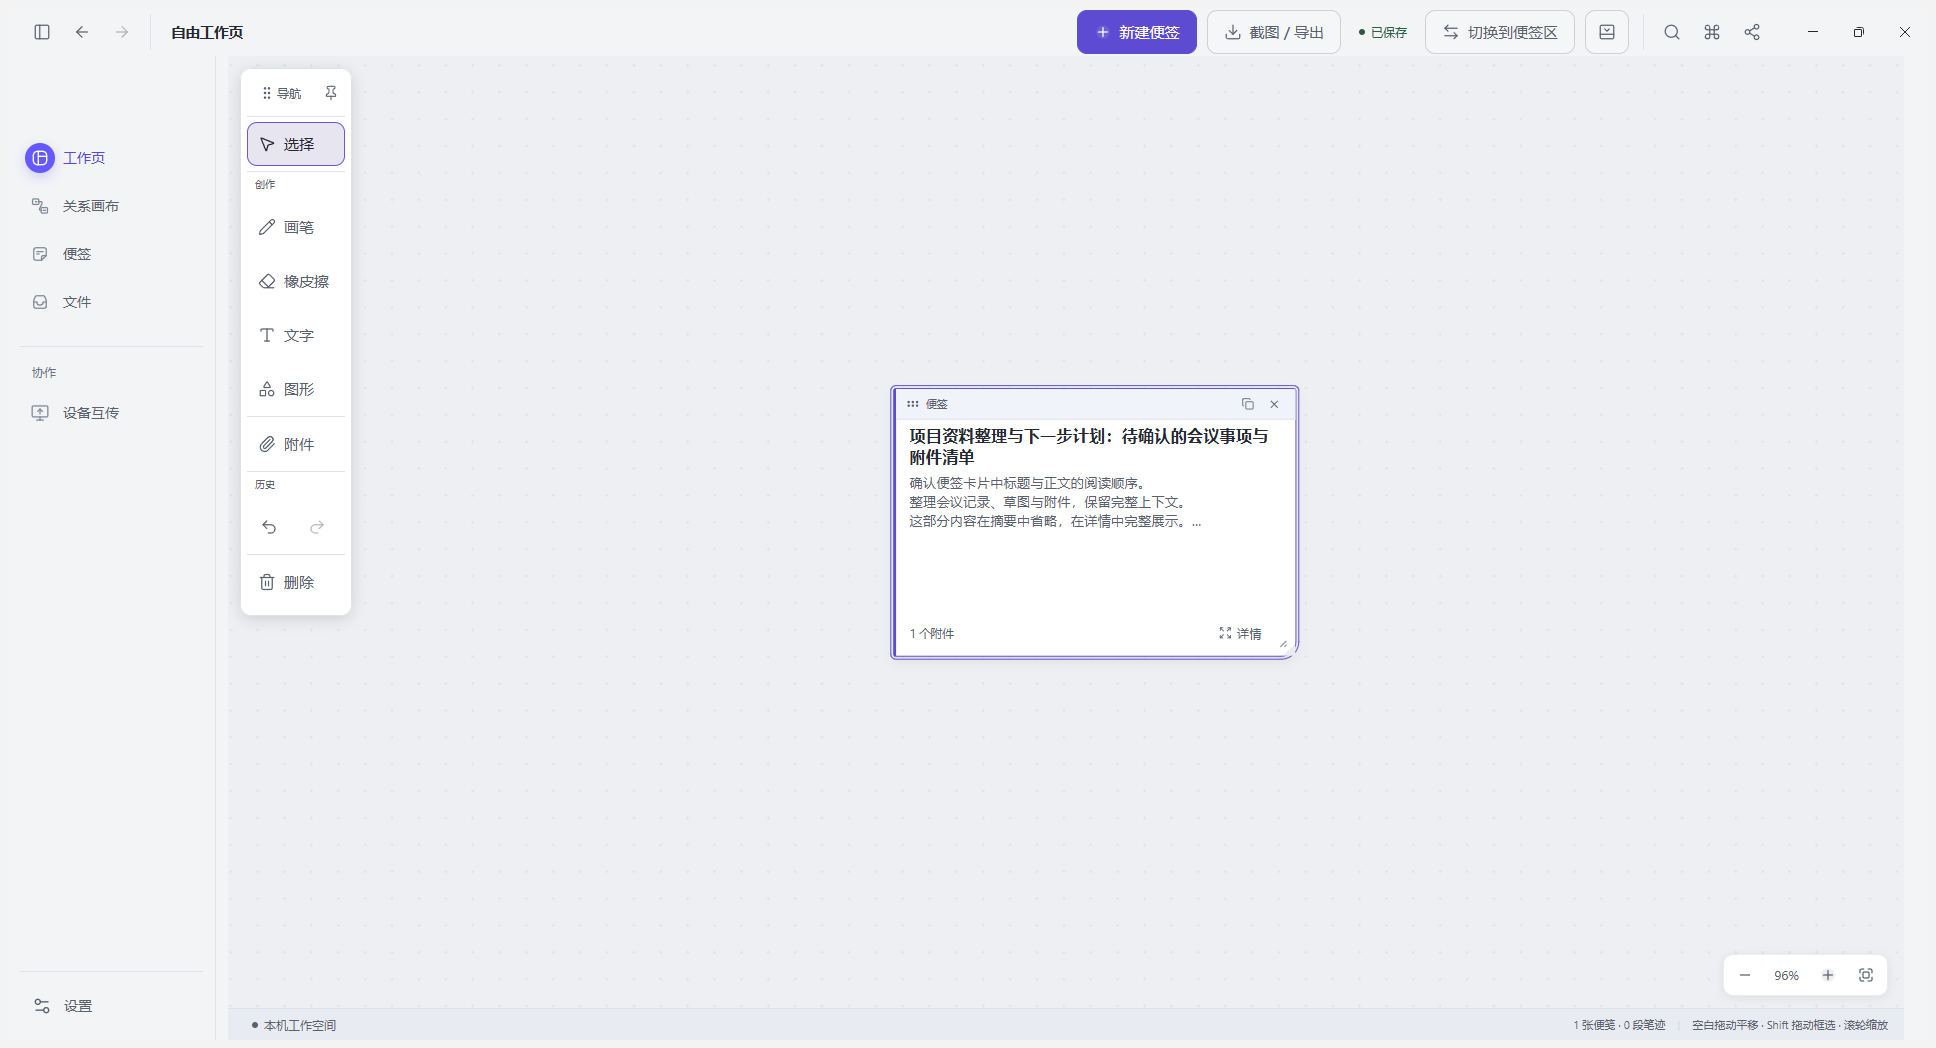 自由工作页
新建便签
截图 / 导出
已保存
切换到便签区
工作页
关系画布
便签
文件
协作
设备互传
设置
导航
选择
创作
画笔
橡皮擦
文字
图形
附件
历史
删除
便签
项目资料整理与下一步计划：待确认的会议事项与
附件清单
确认便签卡片中标题与正文的阅读顺序。
整理会议记录、草图与附件，保留完整上下文。
这部分内容在摘要中省略，在详情中完整展示。...
1 个附件
详情
96%
本机工作空间
1 张便笺 · 0 段笔迹
空白拖动平移 · Shift 拖动框选 · 滚轮缩放